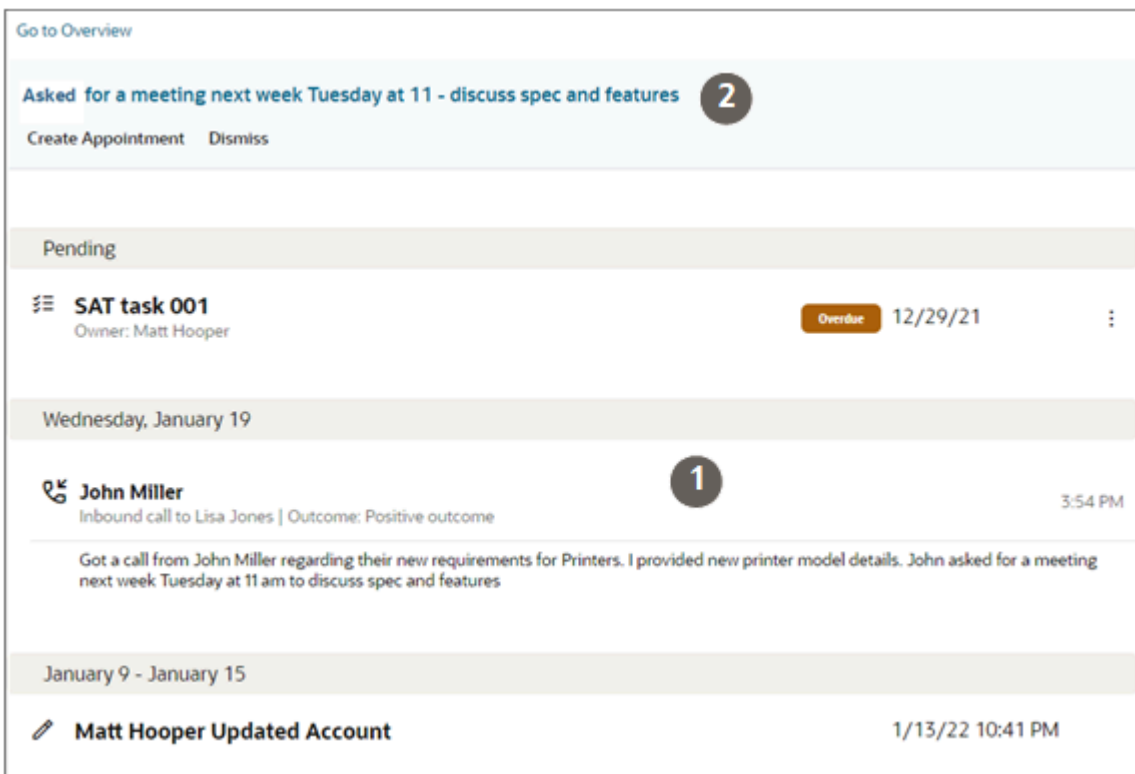 Go to Overview
Asked for a meeting next week Tuesday at 11 - discuss spec and features 2
Create Appointment Dismiss
Pending
SAT task 001 Overdue 12/29/21
Owner: Matt Hooper
Wednesday, January 19
1
John Miller 3:54 PM
Inbound call to Lisa Jones | Outcome: Positive outcome
Got a call from John Miller regarding their new requirements for Printers. I provided new printer model details. John asked for a meeting
next week Tuesday at 11 am to discuss spec and features
January 9 - January 15
Matt Hooper Updated Account 1/13/22 10:41 PM